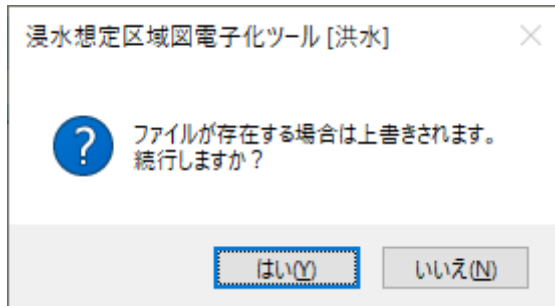 浸水想定区域図電子化ツール [洪水]
ファイルが存在する場合は上書きされます。
続行しますか？
はい(Y)
いいえ(N)